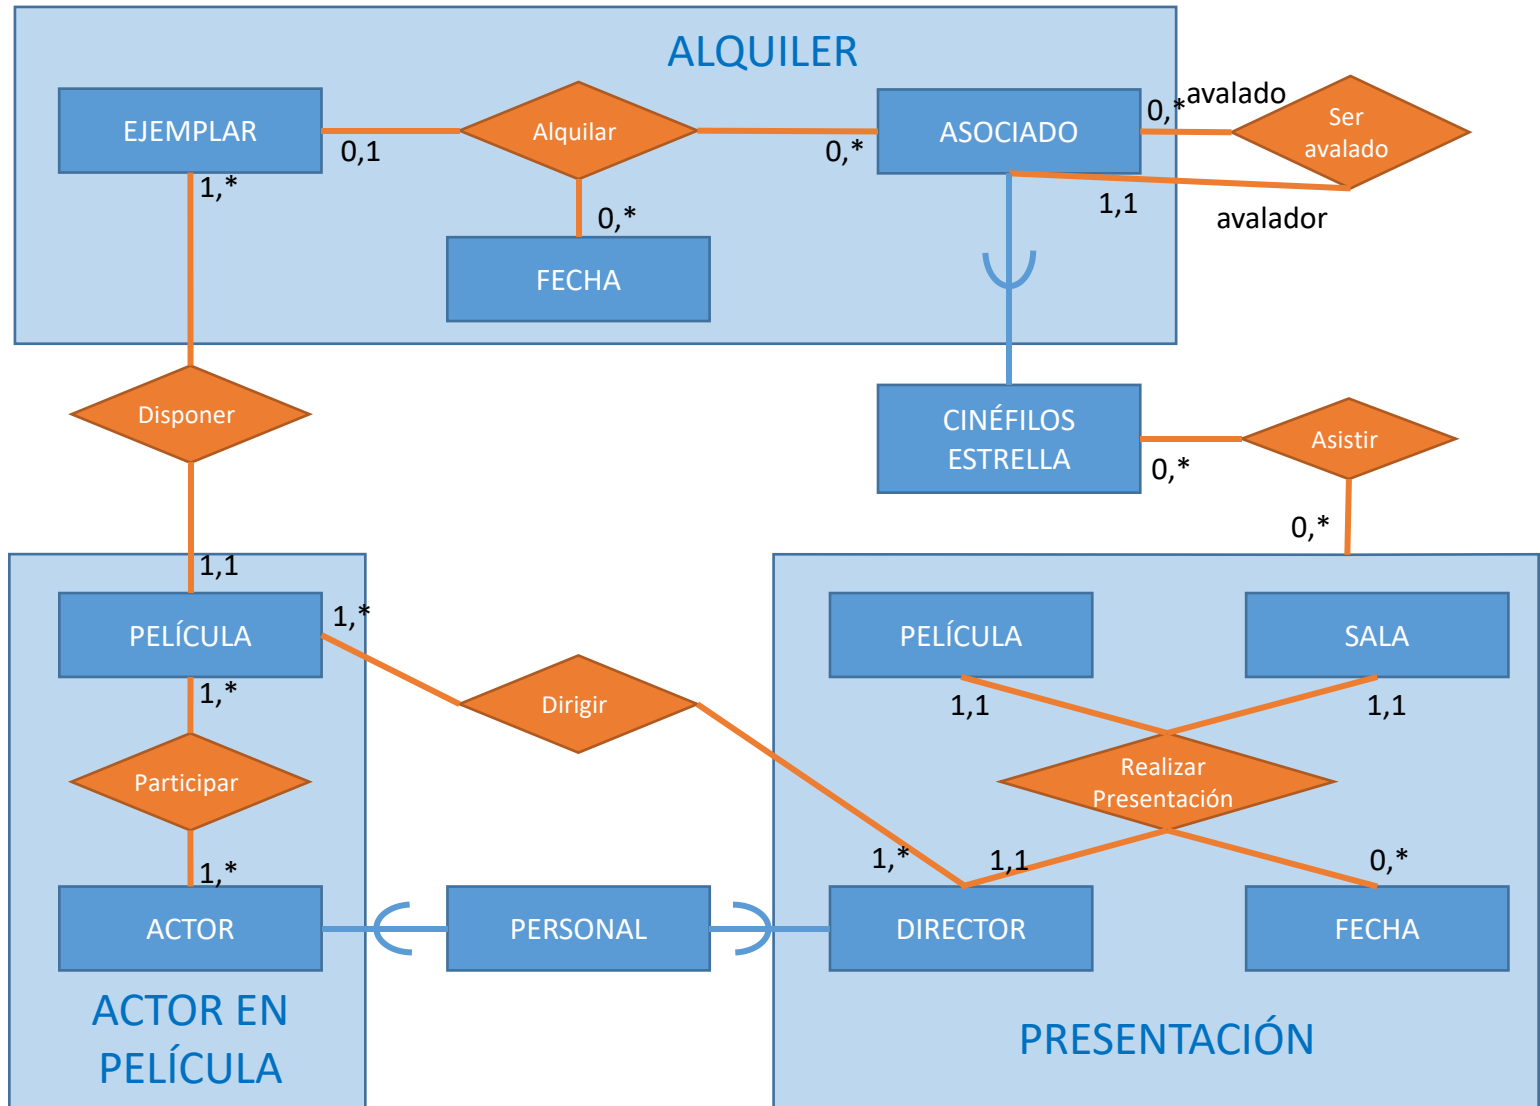 ALQUILER
EJEMPLAR
0,1
Alquilar
0,*
ASOCIADO
0,*
avalado
Ser
avalado
1,*
0,*
FECHA
1,1
avalador
Disponer
CINÉFILOS
ESTRELLA
0,*
Asistir
0,*
1,1
PELÍCULA
1,*
1,*
Dirigir
PELÍCULA
SALA
1,1
1,1
Participar
Realizar
Presentación
1,*
1,*
1,1
0,*
ACTOR
PERSONAL
DIRECTOR
FECHA
ACTOR EN
PELÍCULA
PRESENTACIÓN